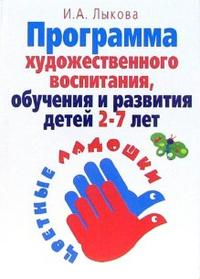 И.А. Лыкова
Программа
художественного
воспитания,
обучения и развития
детей 2-7 лет
ЦВЕТНЫЕ
ЛАДОШКИ